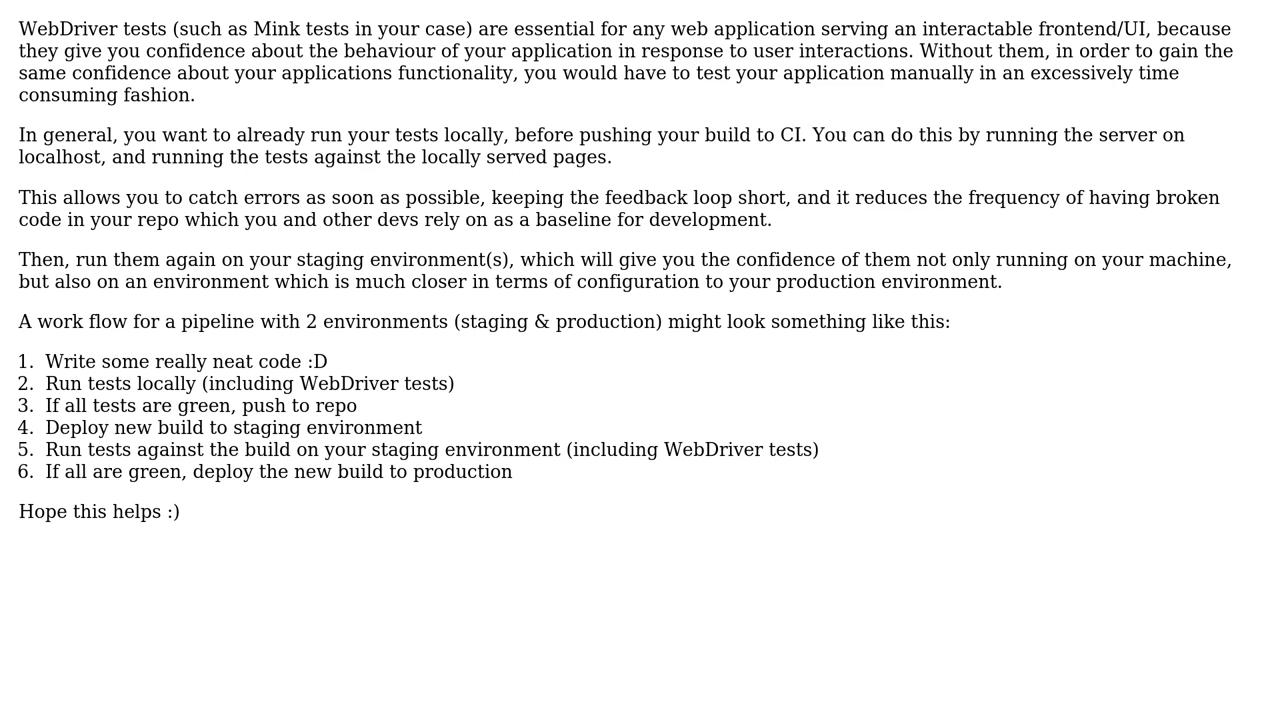 WebDriver tests (such as Mink tests in your case) are essential for any web application serving an interactable frontend/UI, because
they give you confidence about the behaviour of your application in response to user interactions. Without them, in order to gain the
same confidence about your applications functionality, you would have to test your application manually in an excessively time
consuming fashion.
In general, you want to already run your tests locally, before pushing your build to CI. You can do this by running the server on
localhost, and running the tests against the locally served pages.
This allows you to catch errors as soon as possible, keeping the feedback loop short, and it reduces the frequency of having broken
code in your repo which you and other devs rely on as a baseline for development.
Then, run them again on your staging environment(s), which will give you the confidence of them not only running on your machine,
but also on an environment which is much closer in terms of configuration to your production environment.
A work flow for a pipeline with 2 environments (staging & production) might look something like this:
1. Write some really neat code :D
2. Run tests locally (including WebDriver tests)
3. If all tests are green, push to repo
4. Deploy new build to staging environment
5. Run tests against the build on your staging environment (including WebDriver tests)
6. If all are green, deploy the new build to production
Hope this helps :)